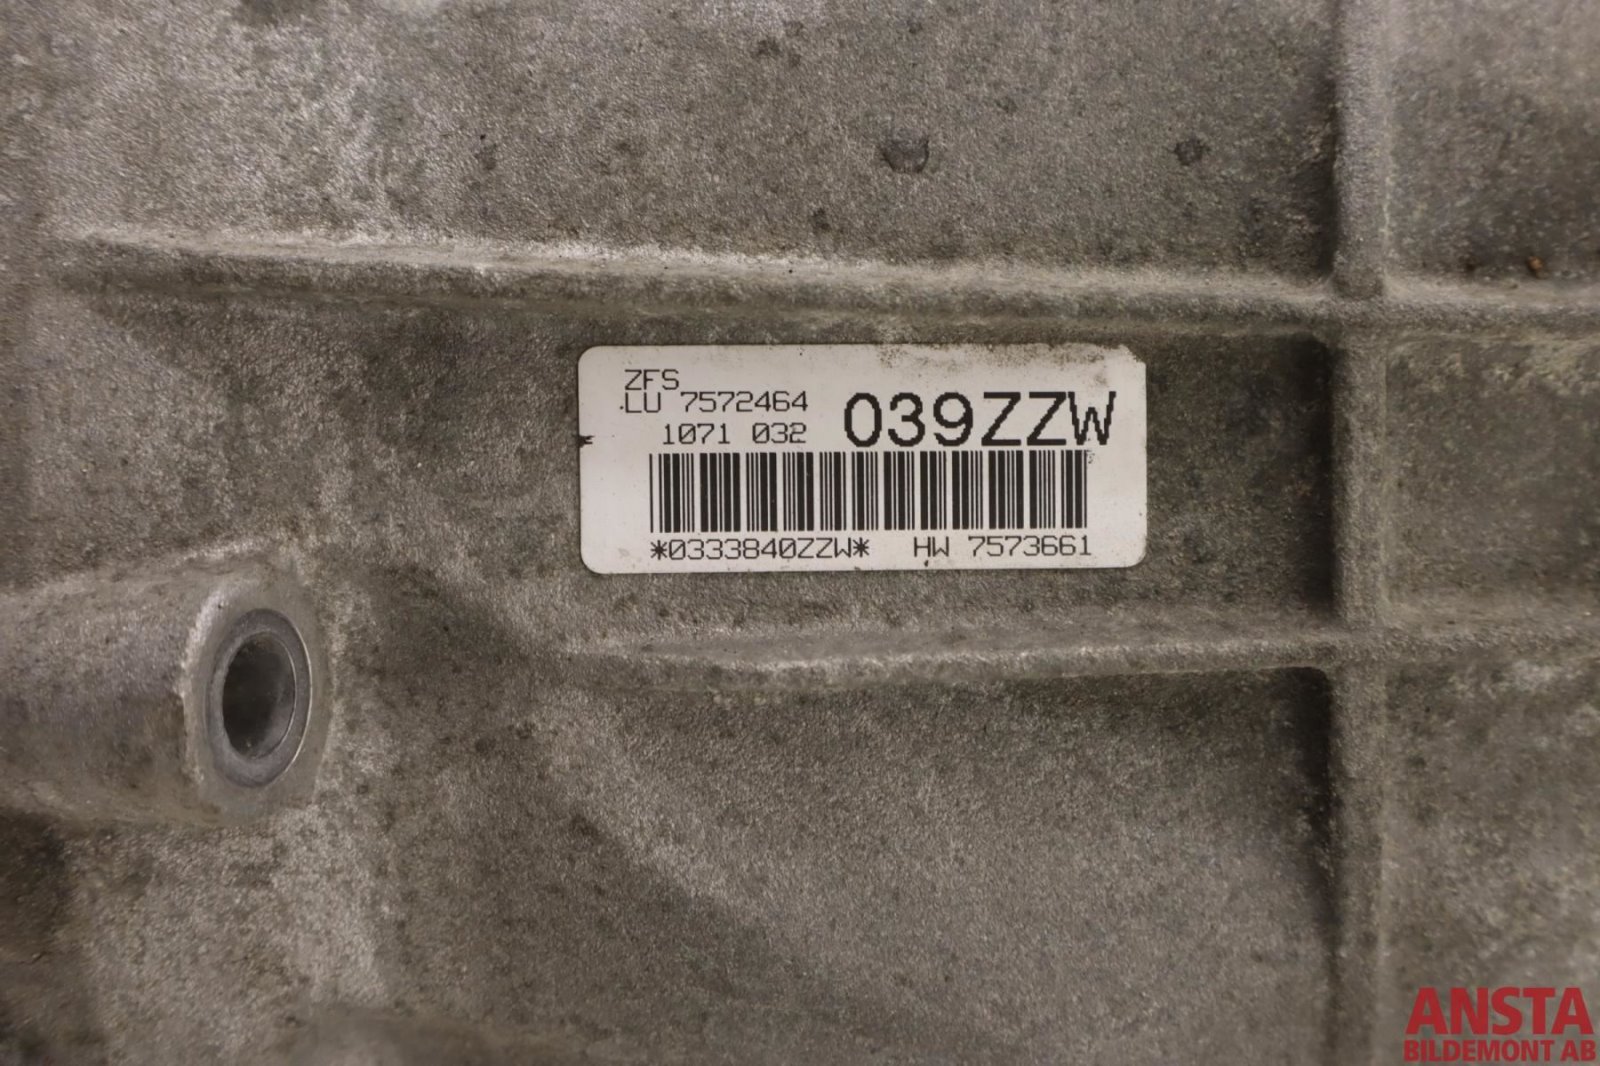 ZFS
LU 7572464
1071 032 039ZZW
*0333840ZZW* HW 7573661
ANSTA
BILDEMONT AB